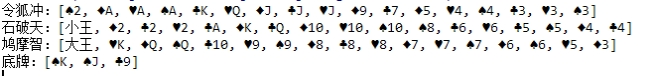 令狐冲: [♠2, ♦A, ♥A, ♠A, ♣K, ♥Q, ♦J, ♣J, ♥J, ♦9, ♣7, ♦5, ♥4, ♠4, ♣3, ♥3, ♠3]
石破天: [小王, ♦2, ♣2, ♥2, ♣A, ♦K, ♣Q, ♦10, ♥10, ♠10, ♠8, ♣6, ♥6, ♣5, ♠5, ♦4, ♣4]
鸠摩智: [大王, ♥K, ♦Q, ♠Q, ♣10, ♥9, ♠9, ♦8, ♣8, ♥8, ♦7, ♥7, ♠7, ♦6, ♠6, ♥5, ♦3]
底牌: [♠K, ♠J, ♣9]